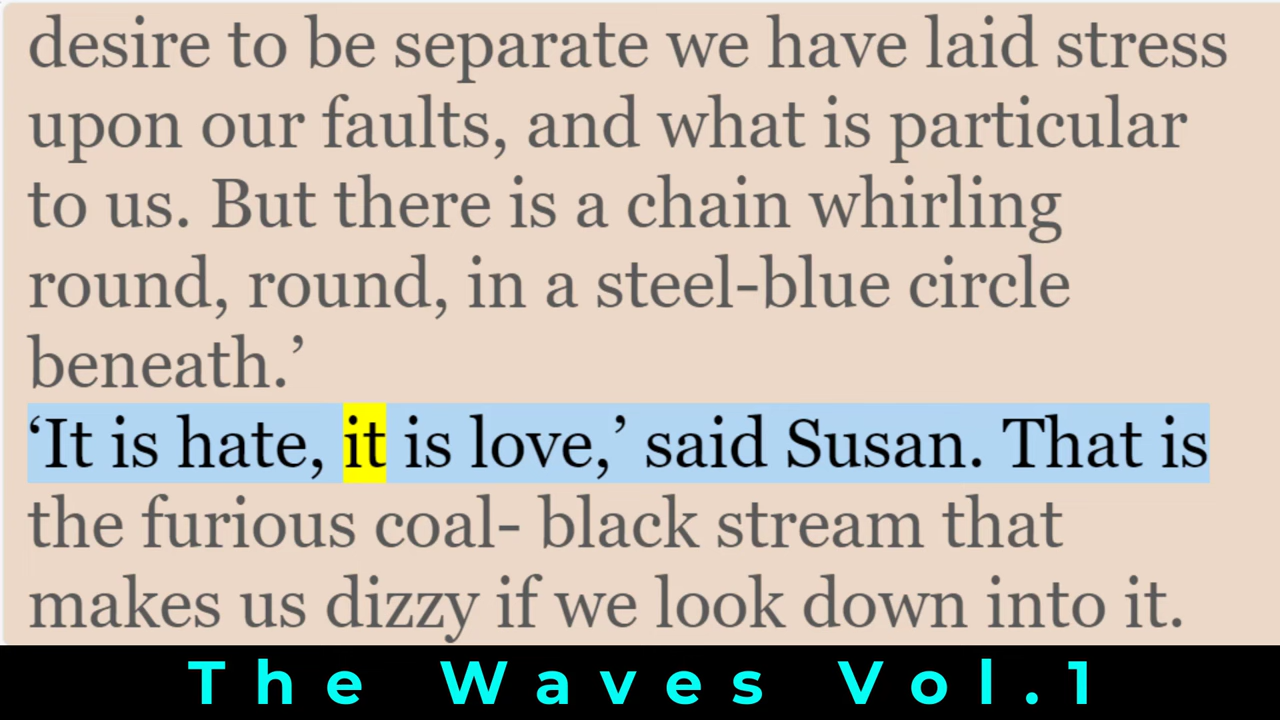 desire to be separate we have laid stress
upon our faults, and what is particular
to us. But there is a chain whirling
round, round, in a steel-blue circle
beneath.’
‘It is hate, it is love,’ said Susan. That is
the furious coal- black stream that
makes us dizzy if we look down into it.
The Waves Vol.1